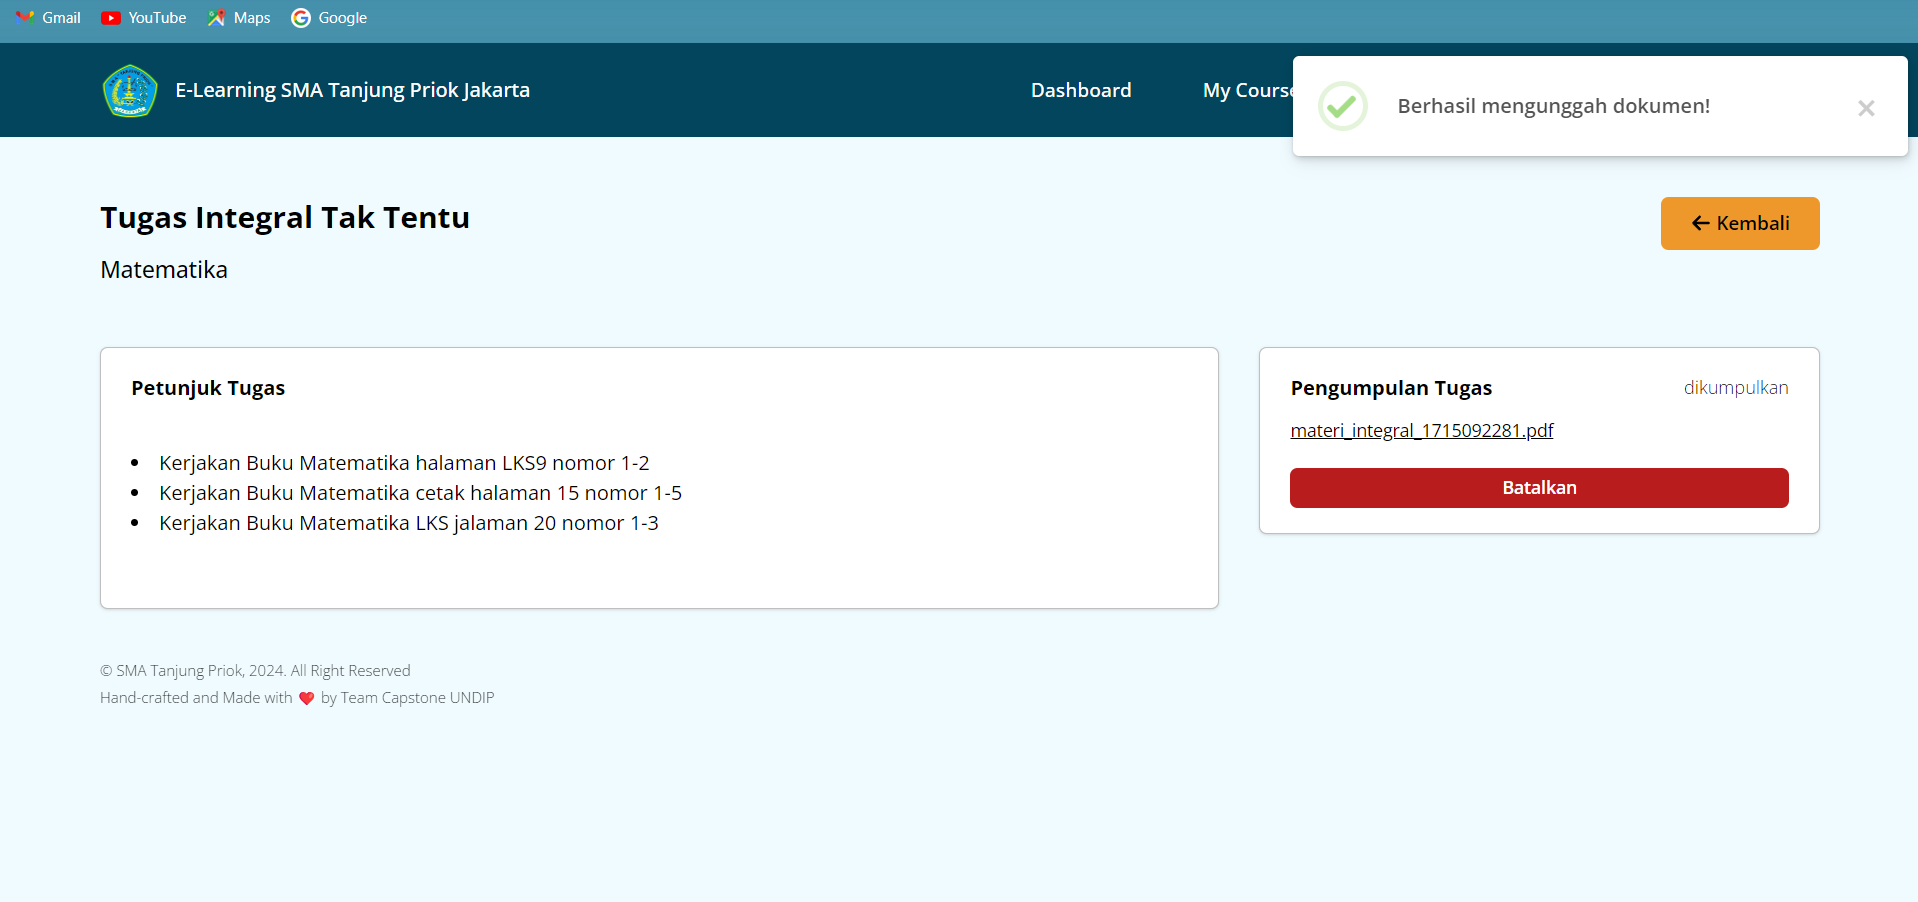 Gmail YouTube Maps Google
E-Learning SMA Tanjung Priok Jakarta
Dashboard
My Course
Berhasil mengunggah dokumen!
Tugas Integral Tak Tentu
Kembali
Matematika
Petunjuk Tugas
Kerjakan Buku Matematika halaman LKS9 nomor 1-2
Kerjakan Buku Matematika cetak halaman 15 nomor 1-5
Kerjakan Buku Matematika LKS jalaman 20 nomor 1-3
Pengumpulan Tugas
dikumpulkan
materi_integral_1715092281.pdf
Batalkan
© SMA Tanjung Priok, 2024. All Right Reserved
Hand-crafted and Made with ❤️ by Team Capstone UNDIP